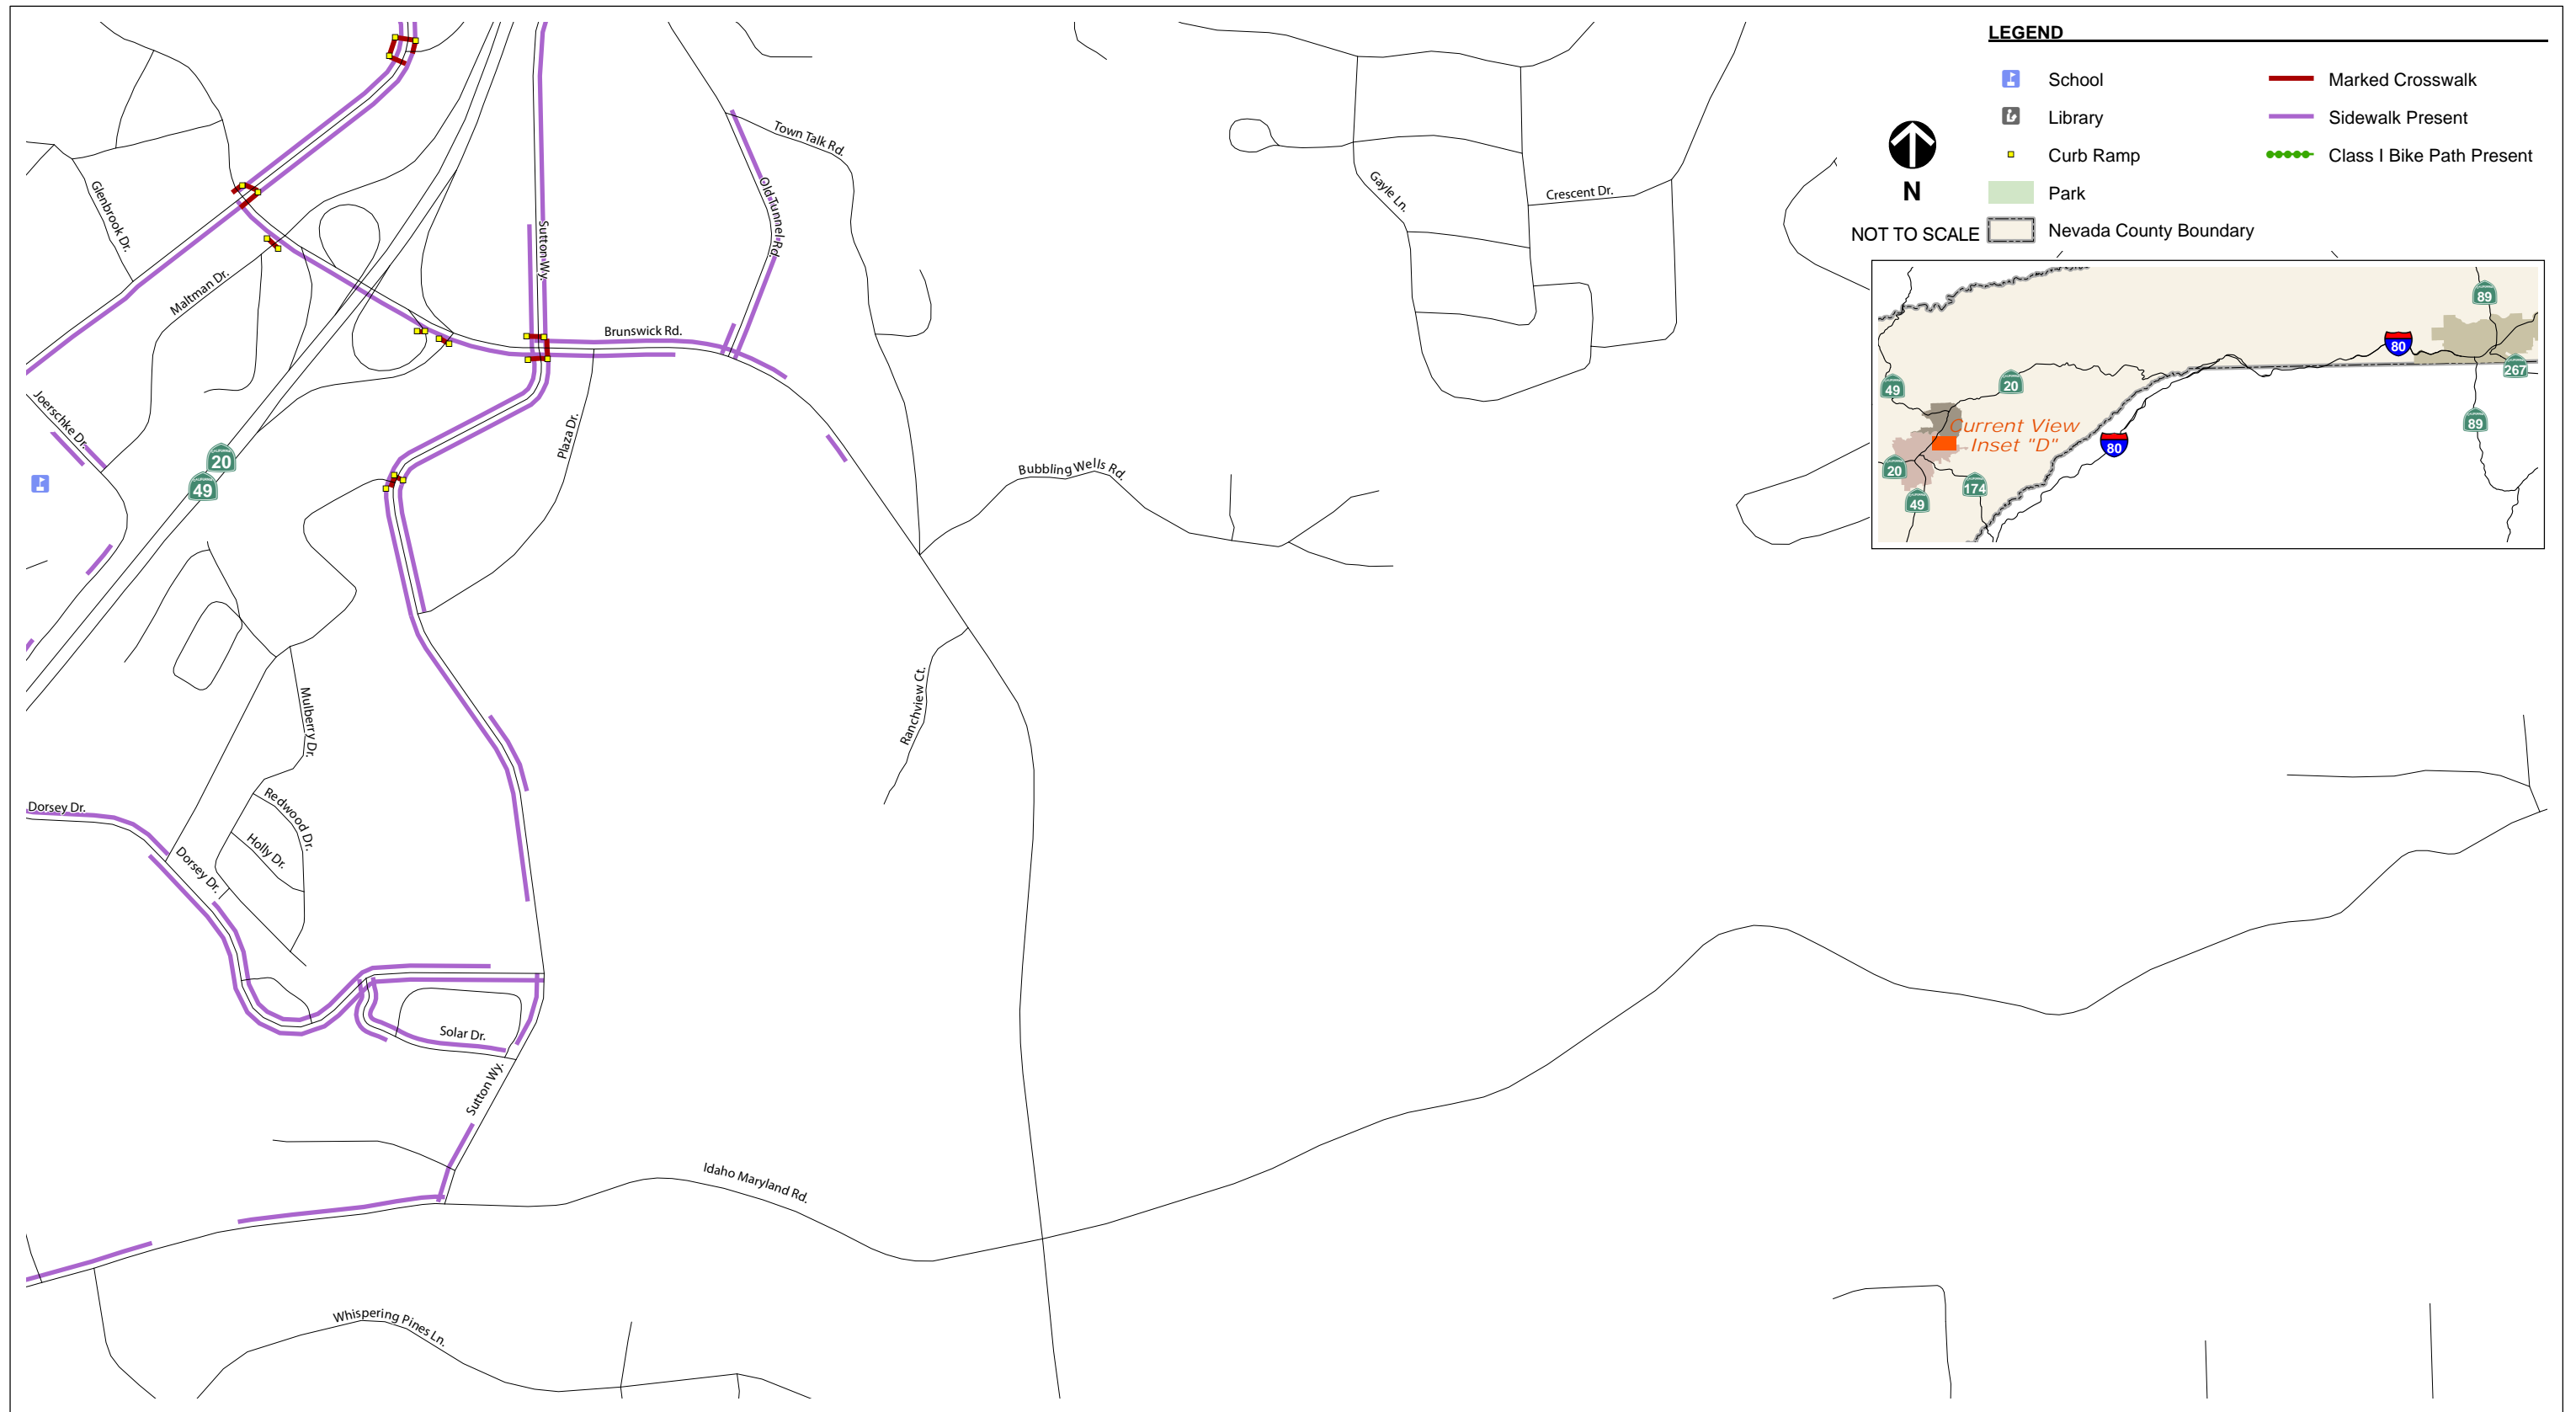 LEGEND
School
Marked Crosswalk
Library
Sidewalk Present
Curb Ramp
Class I Bike Path Present
Park
Nevada County Boundary
N
NOT TO SCALE
89
80
267
49
20
Current View
Inset "D"
80
89
20
174
49
Town Talk Rd.
Old Tunnel Rd.
Glenbrook Dr.
Gayle Ln.
Crescent Dr.
Sutton Wy.
Maltman Dr.
Brunswick Rd.
Joerschke Dr.
Plaza Dr.
20
49
Bubbling Wells Rd.
Ranchview Ct.
Mulberry Dr.
Redwood Dr.
Holly Dr.
Dorsey Dr.
Dorsey Dr.
Solar Dr.
Sutton Wy.
Idaho Maryland Rd.
Whispering Pines Ln.